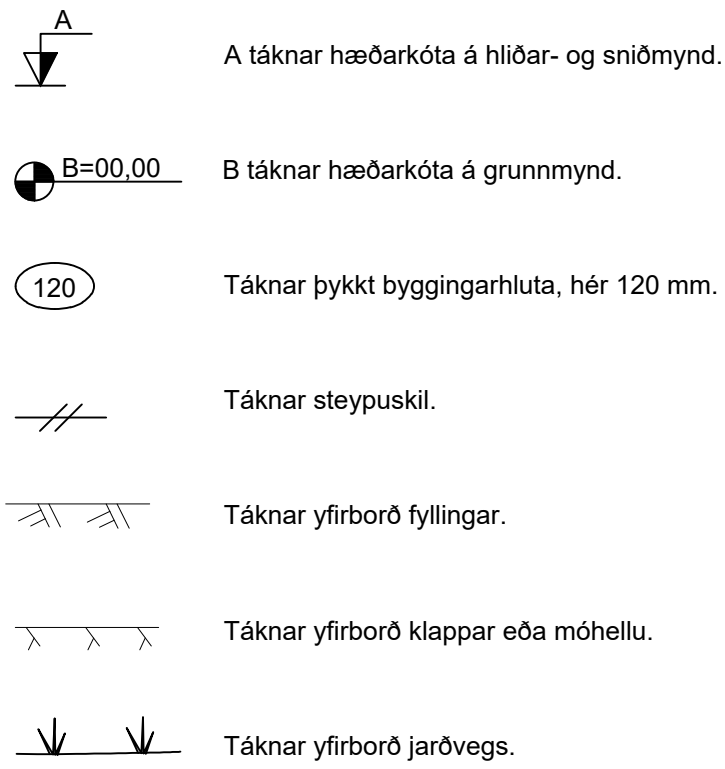 A
A táknar hæðarkóta á hliðar- og sniðmynd.
B=00,00
B táknar hæðarkóta á grunnmynd.
120
Táknar þykkt byggingarhluta, hér 120 mm.
Táknar steypuskil.
Táknar yfirborð fyllingar.
Táknar yfirborð klappar eða móhellu.
Táknar yfirborð jarðvegs.